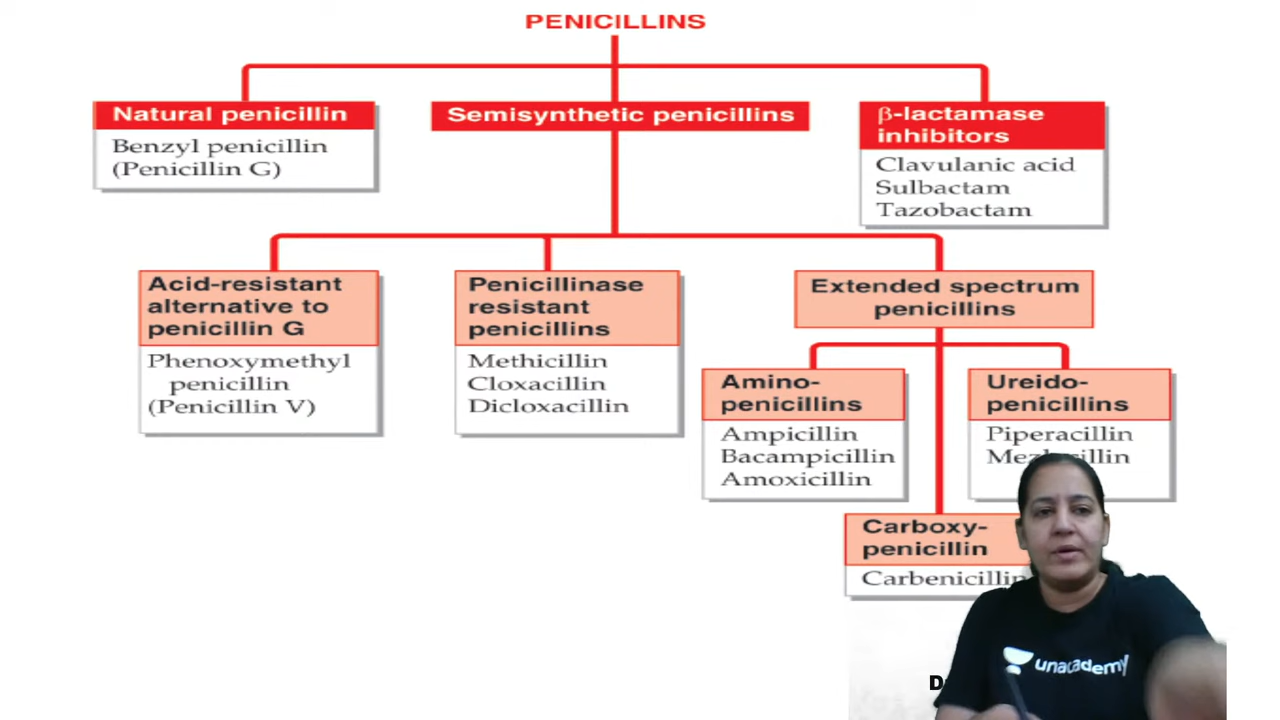 PENICILLINS
Natural penicillin
Benzyl penicillin
(Penicillin G)
Semisynthetic penicillins
β-lactamase
inhibitors
Clavulanic acid
Sulbactam
Tazobactam
Acid-resistant
alternative to
penicillin G
Phenoxymethyl
penicillin
(Penicillin V)
Penicillinase
resistant
penicillins
Methicillin
Cloxacillin
Dicloxacillin
Extended spectrum
penicillins
Amino-
penicillins
Ampicillin
Bacampicillin
Amoxicillin
Ureido-
penicillins
Piperacillin
Carboxy-
penicillin
Carbenicillin
unacademy